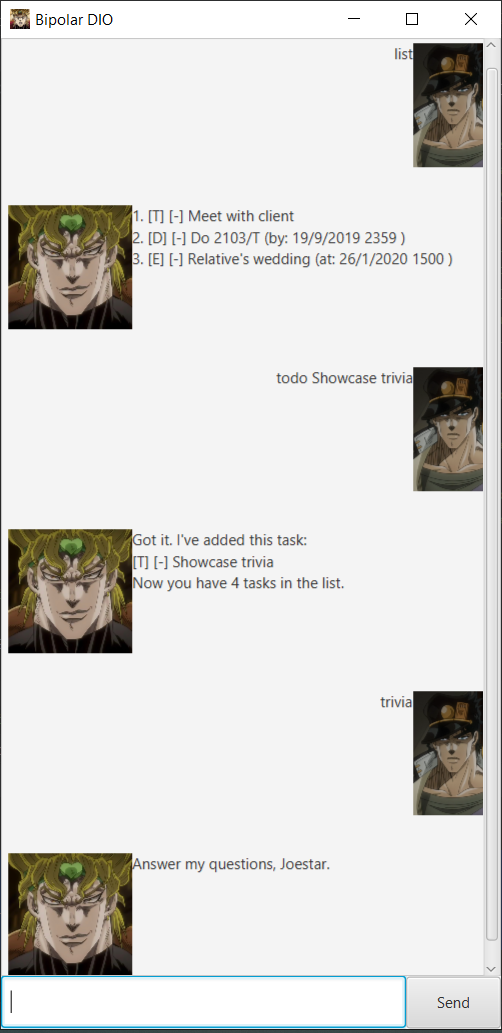 Bipolar DIO
list
1. [T] [-] Meet with client
2. [D] [-] Do 2103/T (by: 19/9/2019 2359 )
3. [E] [-] Relative's wedding (at: 26/1/2020 1500 )
todo Showcase trivia
Got it. I've added this task:
[T] [-] Showcase trivia
Now you have 4 tasks in the list.
trivia
Answer my questions, Joestar.
Send